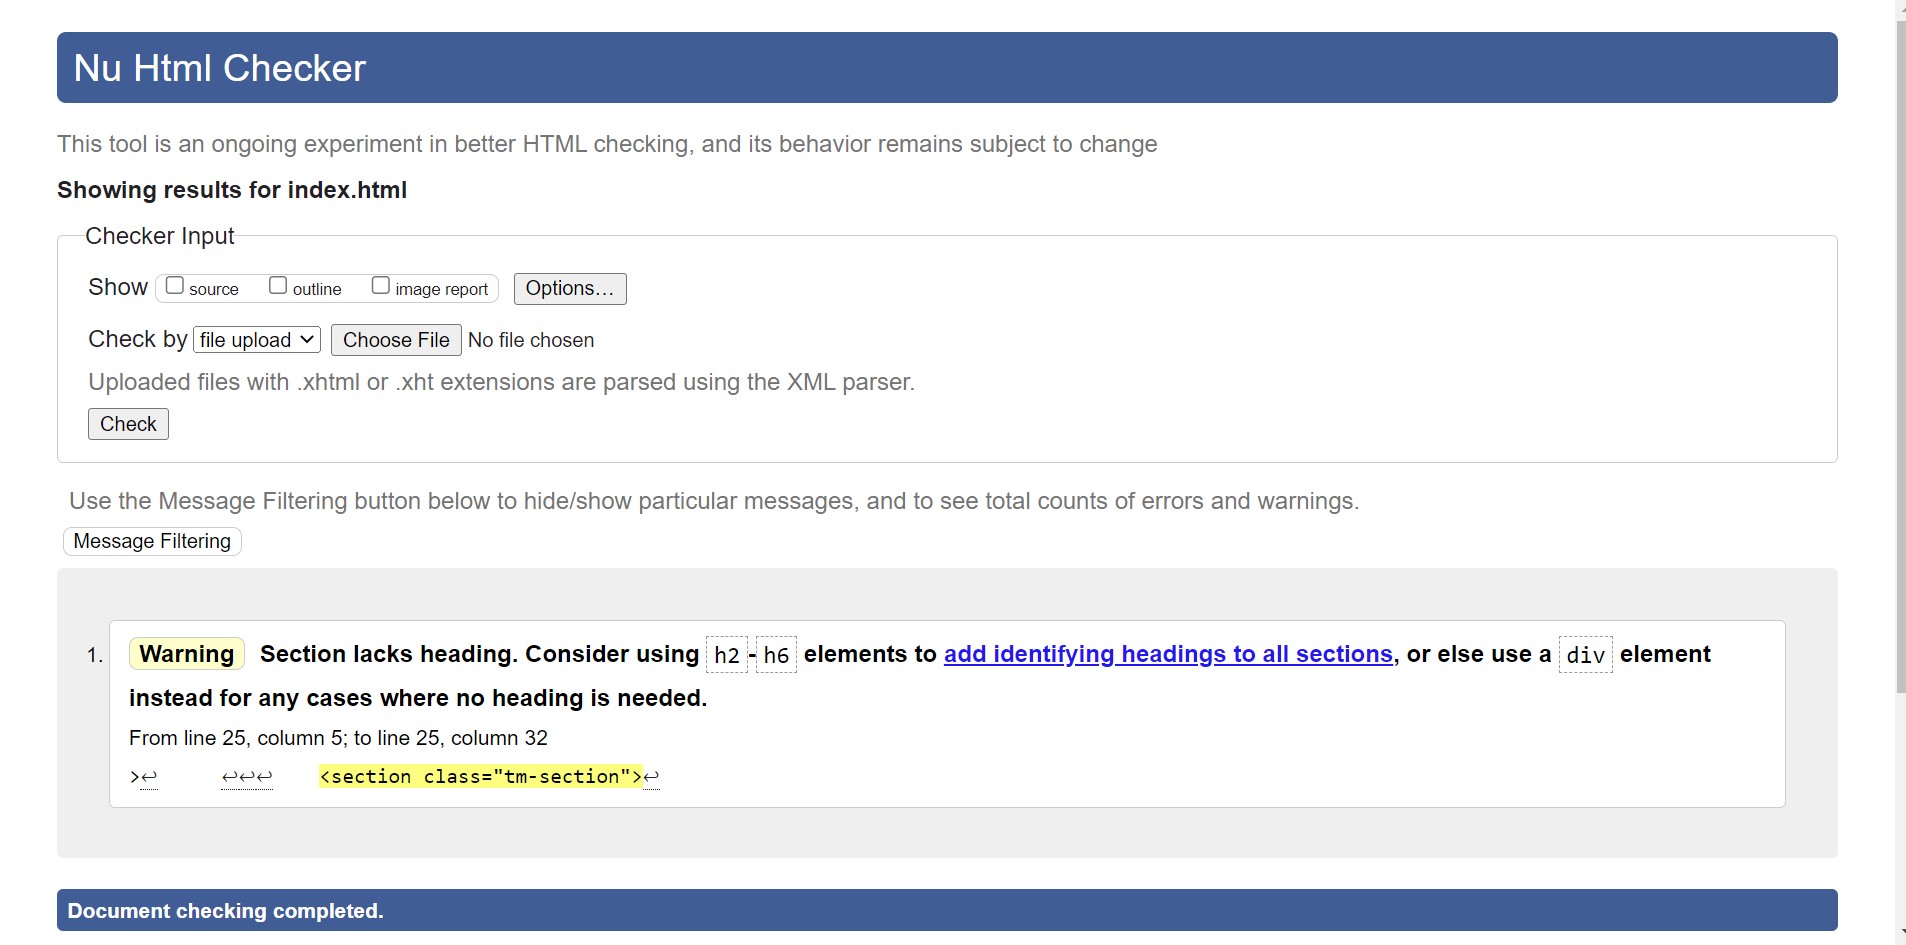 Nu Html Checker
This tool is an ongoing experiment in better HTML checking, and its behavior remains subject to change
Showing results for index.html
Checker Input
Show source outline image report Options...
Check by file upload Choose File No file chosen
Uploaded files with .xhtml or .xht extensions are parsed using the XML parser.
Check
Use the Message Filtering button below to hide/show particular messages, and to see total counts of errors and warnings.
Message Filtering
1. Warning Section lacks heading. Consider using h2-h6 elements to add identifying headings to all sections, or else use a div element
instead for any cases where no heading is needed.
From line 25, column 5; to line 25, column 32
>↩ ↩↩↩ <section class="tm-section">↩
Document checking completed.